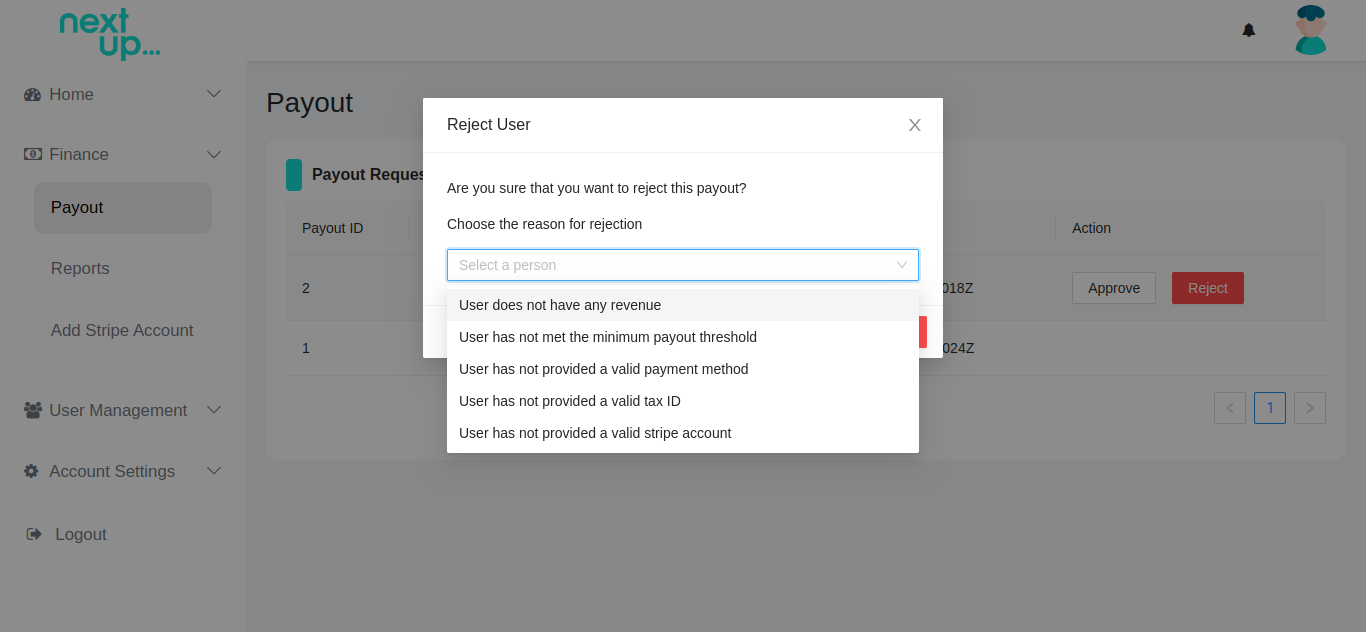 next
up...
Home
Finance
Payout
Reports
Add Stripe Account
User Management
Account Settings
Logout
Payout
Payout Reques
Payout ID
Action
2
018Z
Approve
Reject
1
024Z
1
Reject User
Are you sure that you want to reject this payout?
Choose the reason for rejection
Select a person
User does not have any revenue
User has not met the minimum payout threshold
User has not provided a valid payment method
User has not provided a valid tax ID
User has not provided a valid stripe account